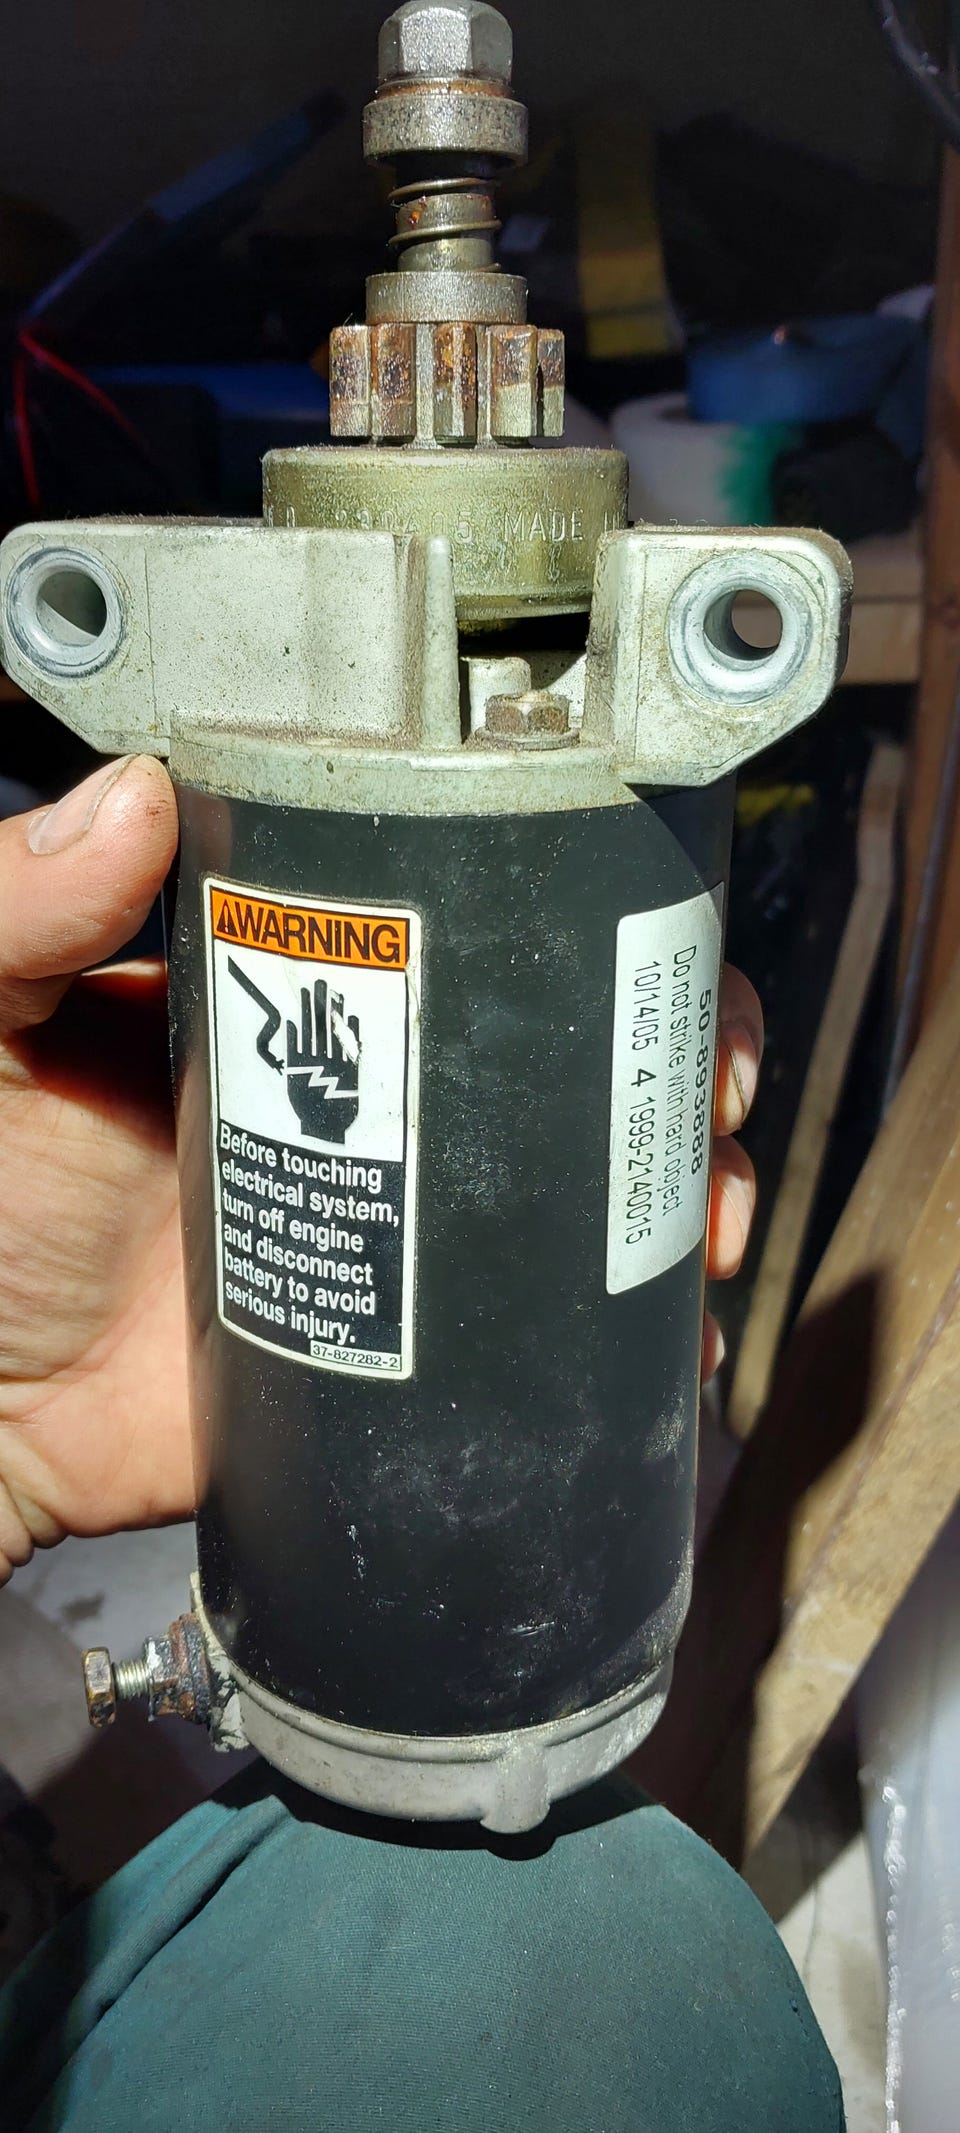 MADE
WARNING
Before touching
electrical system,
turn off engine
and disconnect
battery to avoid
serious injury.
37-827282-2
50-893888
Do not strike with hard object
10/14/05 4 1999-2140015